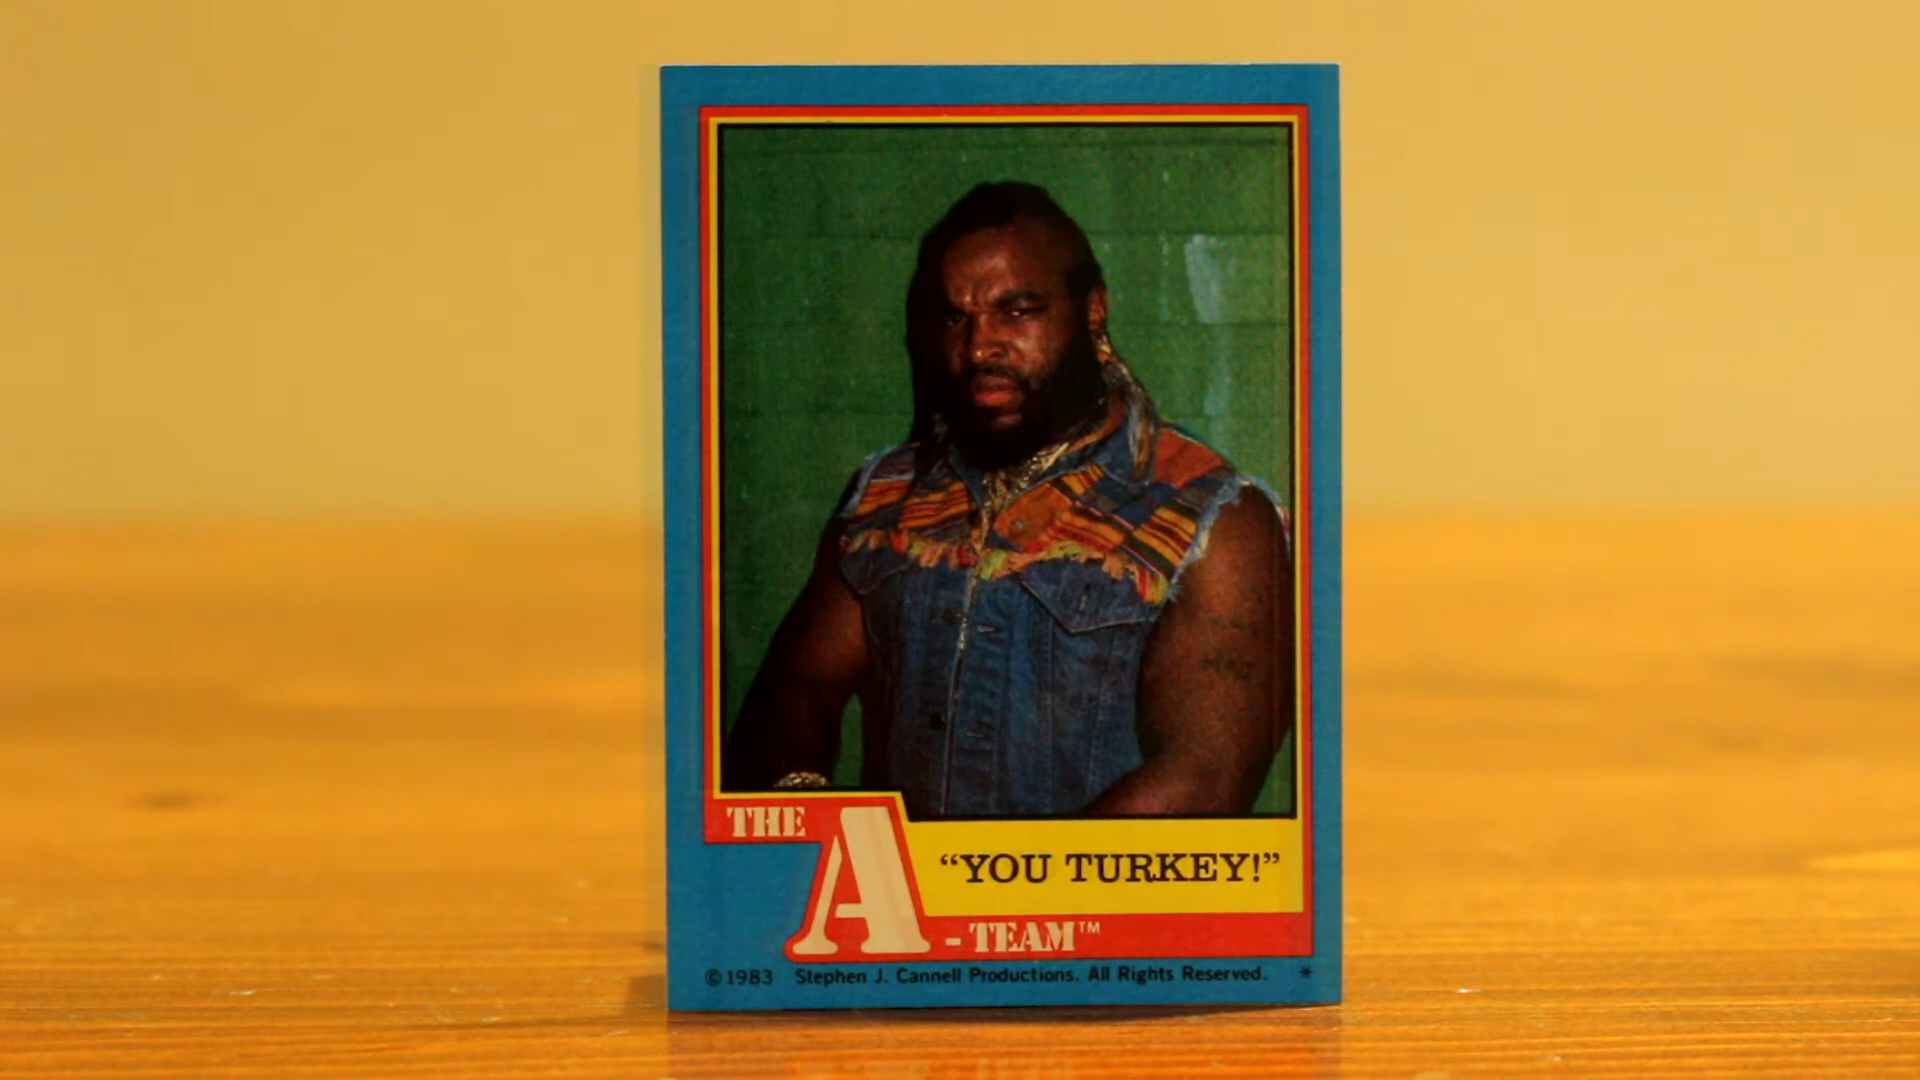 THE
A
“YOU TURKEY!”
- TEAM™
©1983 Stephen J. Cannell Productions. All Rights Reserved. *